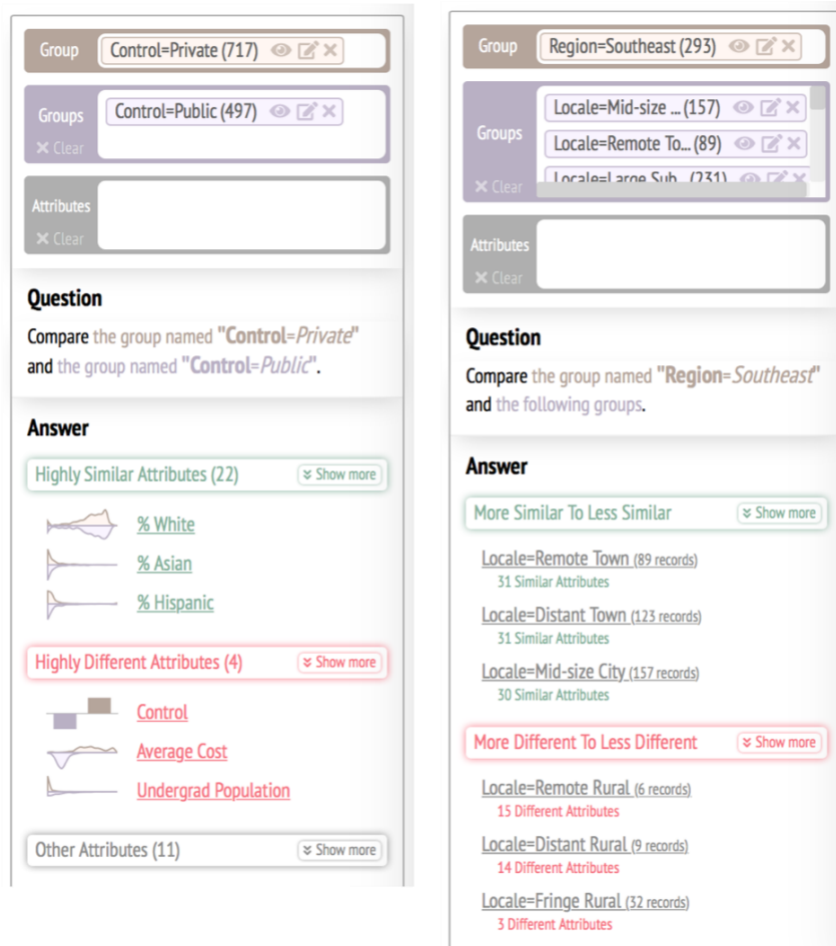 Group Control=Private (717)
Groups Control=Public (497)
Clear
Attributes
Clear
Question
Compare the group named "Control=Private"
and the group named "Control=Public".
Answer
Highly Similar Attributes (22) Show more
% White
% Asian
% Hispanic
Highly Different Attributes (4) Show more
Control
Average Cost
Undergrad Population
Other Attributes (11) Show more
Group Region=Southeast (293)
Groups
Locale=Mid-size ... (157)
Locale=Remote To... (89)
Locale=Large Sub... (231)
Clear
Attributes
Clear
Question
Compare the group named "Region=Southeast"
and the following groups.
Answer
More Similar To Less Similar Show more
Locale=Remote Town (89 records)
31 Similar Attributes
Locale=Distant Town (123 records)
31 Similar Attributes
Locale=Mid-size City (157 records)
30 Similar Attributes
More Different To Less Different Show more
Locale=Remote Rural (6 records)
15 Different Attributes
Locale=Distant Rural (9 records)
14 Different Attributes
Locale=Fringe Rural (32 records)
3 Different Attributes